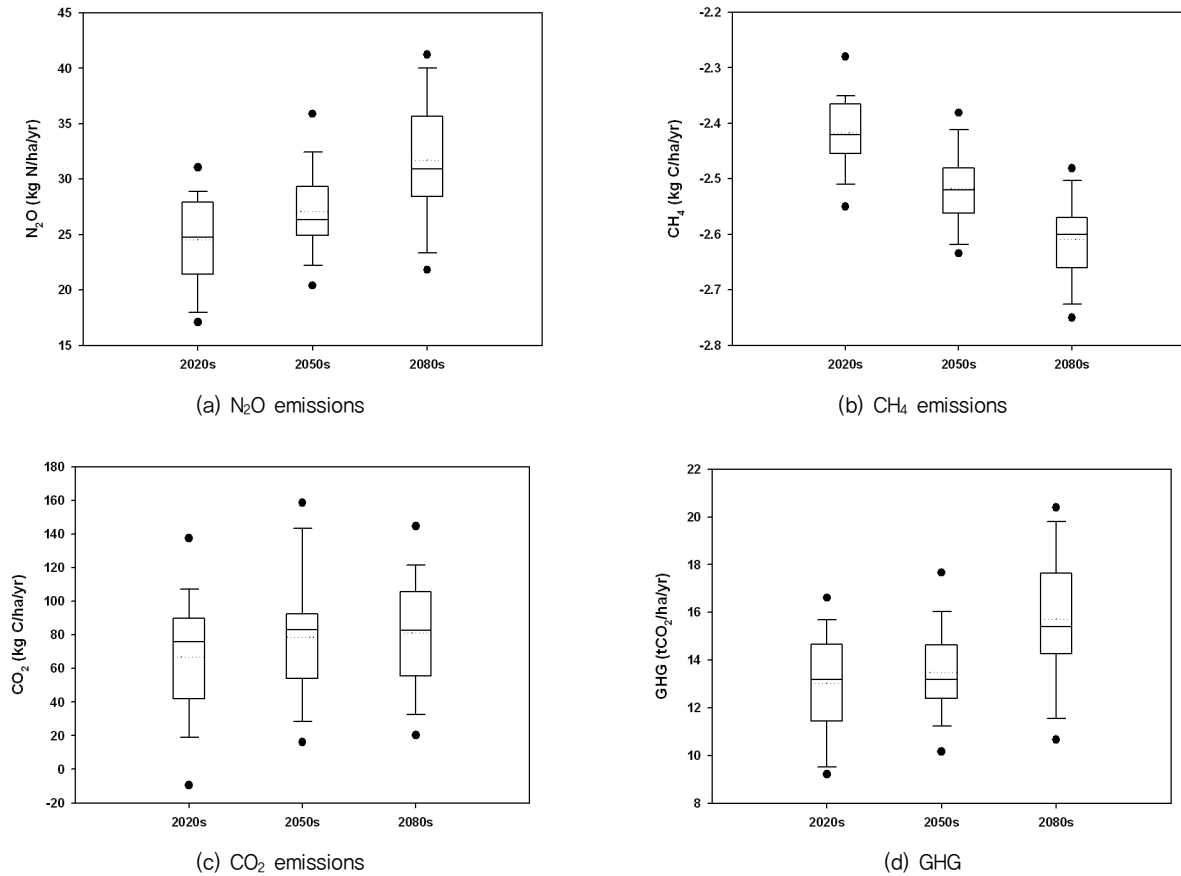 45
40
35
30
25
20
15
N₂O (kg N/ha/yr)
2020s 2050s 2080s
(a) N₂O emissions
-2.2
-2.3
-2.4
-2.5
-2.6
-2.7
-2.8
CH₄ (kg C/ha/yr)
2020s 2050s 2080s
(b) CH₄ emissions
180
160
140
120
100
80
60
40
20
0
-20
CO₂ (kg C/ha/yr)
2020s 2050s 2080s
(c) CO₂ emissions
22
20
18
16
14
12
10
8
GHG (tCO₂/ha/yr)
2020s 2050s 2080s
(d) GHG